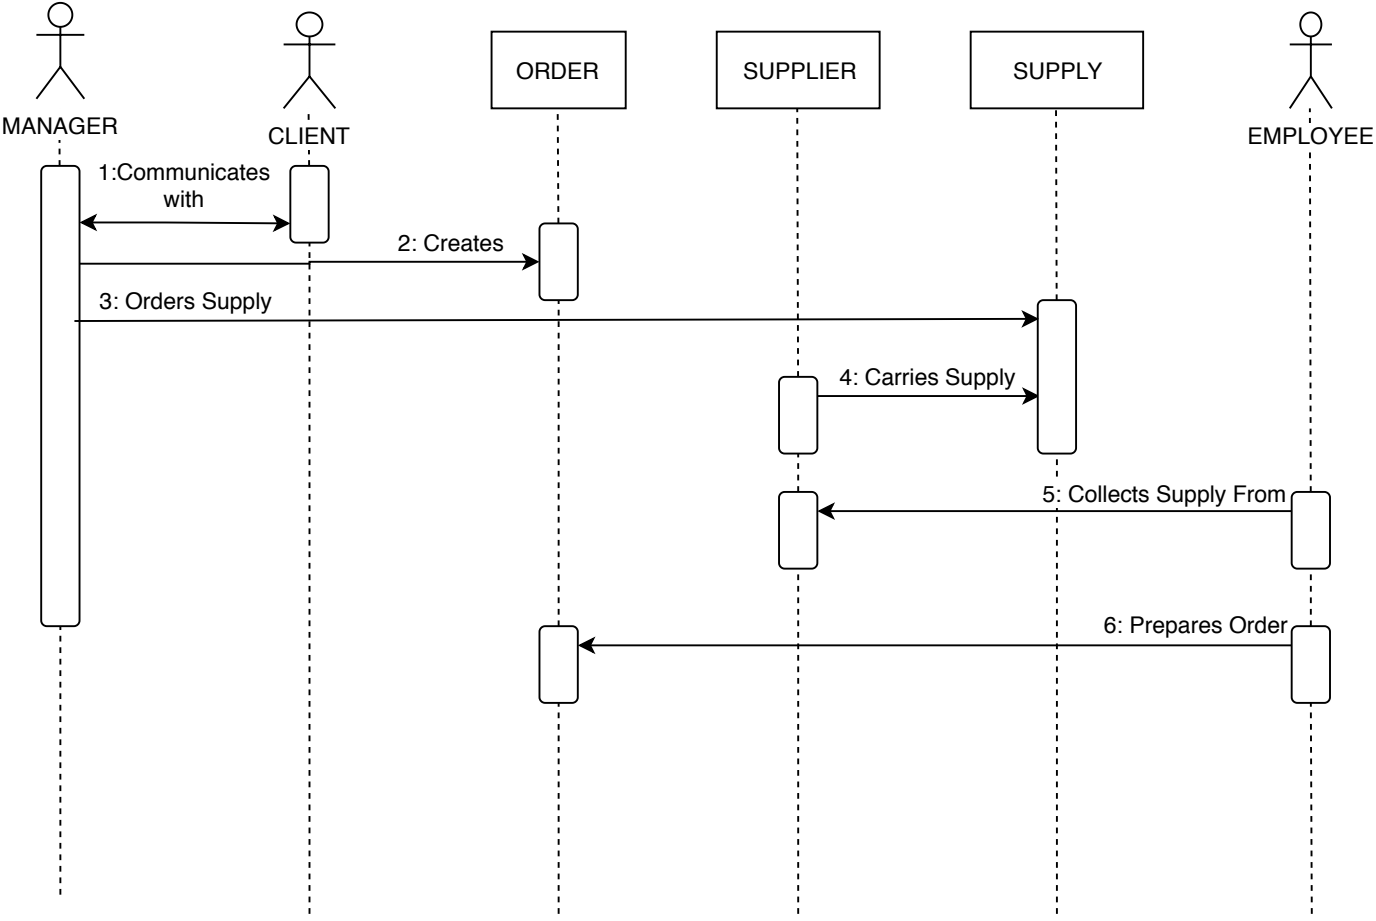 MANAGER
CLIENT
ORDER
SUPPLIER
SUPPLY
EMPLOYEE
1:Communicates
with
2: Creates
3: Orders Supply
4: Carries Supply
5: Collects Supply From
6: Prepares Order